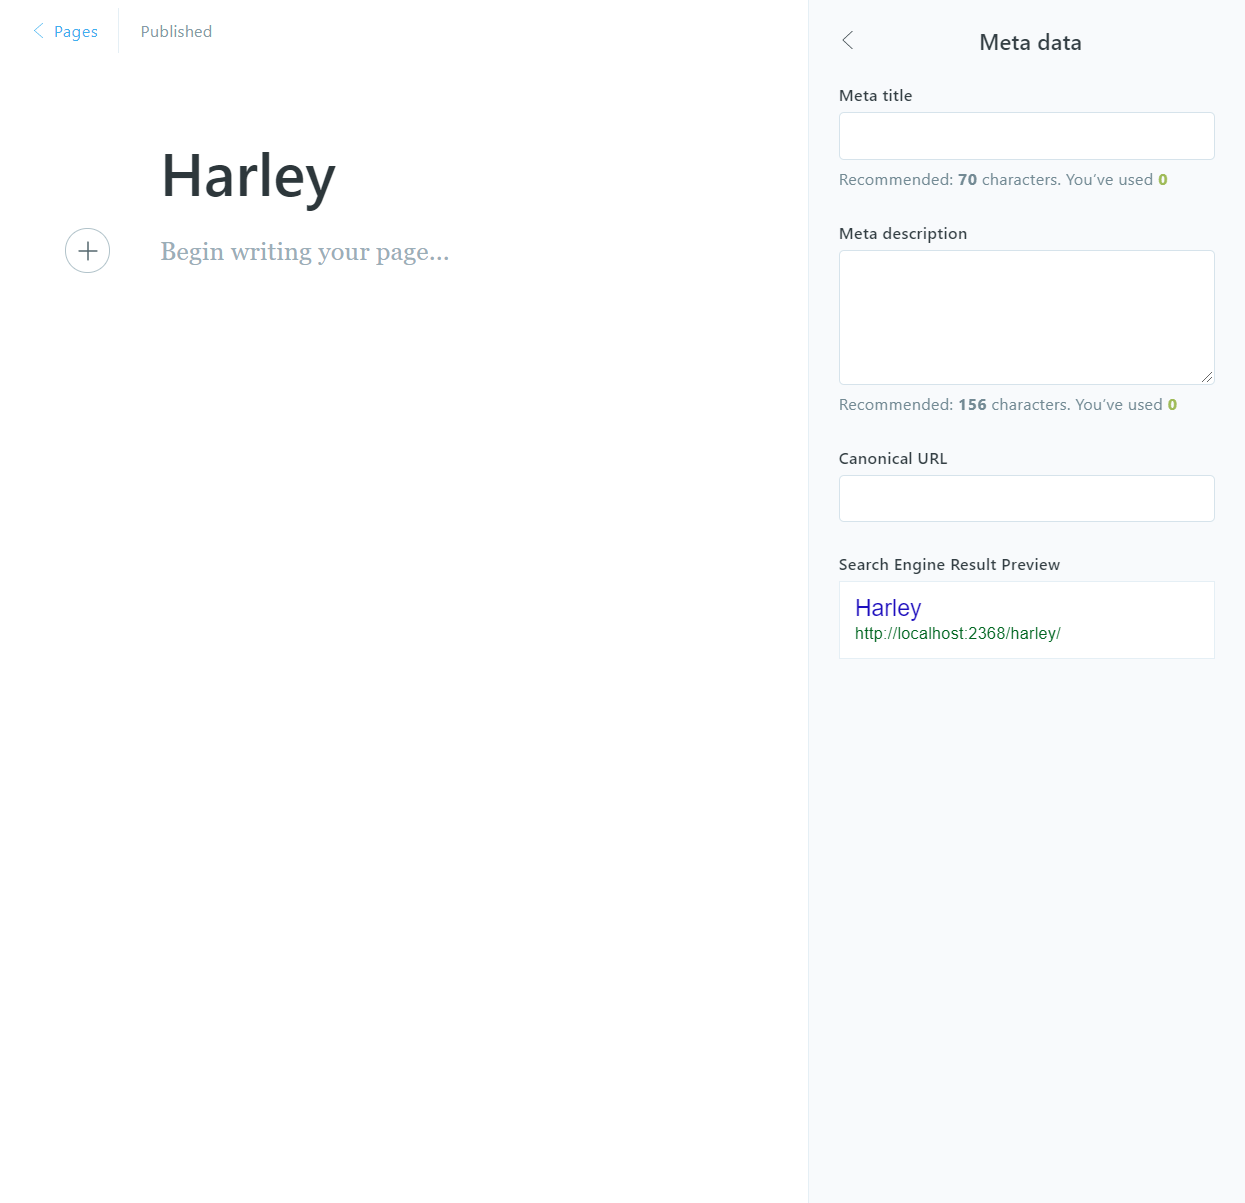 Pages
Published
Harley
Begin writing your page...
Meta data
Meta title
Recommended: 70 characters. You’ve used 0
Meta description
Recommended: 156 characters. You’ve used 0
Canonical URL
Search Engine Result Preview
Harley
http://localhost:2368/harley/